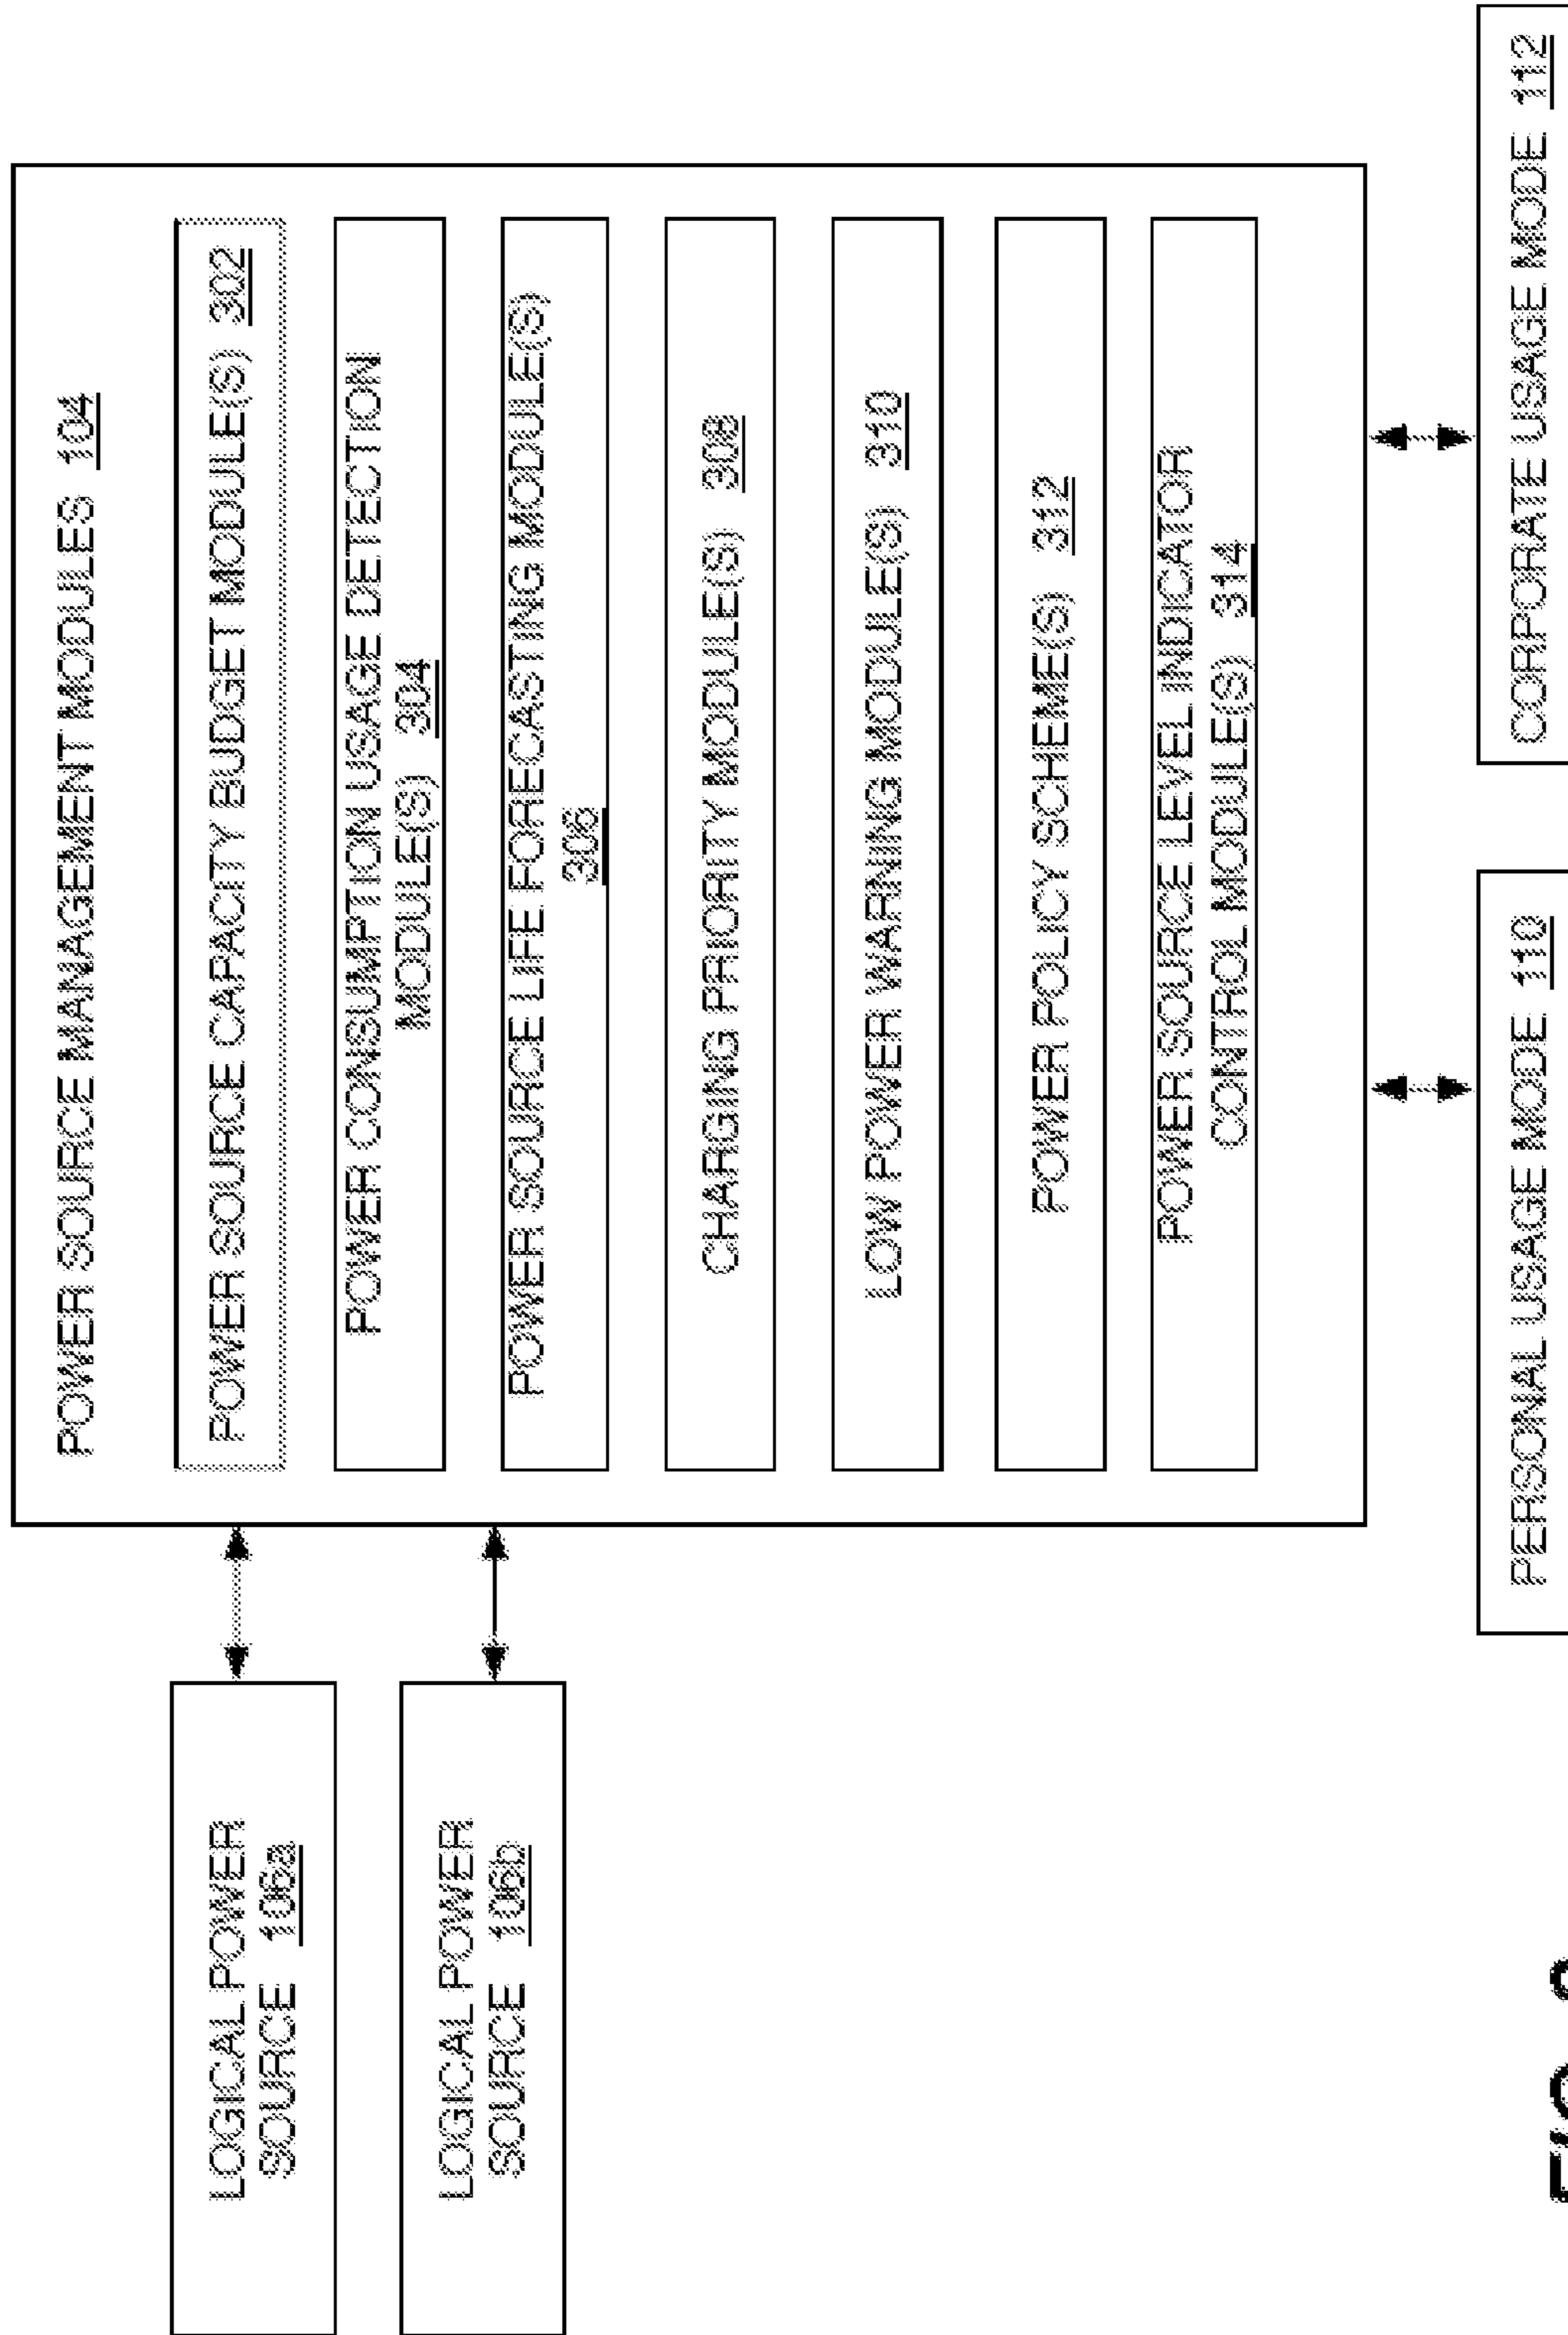 POWER SOURCE MANAGEMENT MODULES 104
POWER SOURCE CAPACITY BUDGET MODULE(S) 302
POWER CONSUMPTION USAGE DETECTION
MODULE(S) 304
POWER SOURCE LIFE FORECASTING MODULE(S)
306
CHARGING PRIORITY MODULE(S) 308
LOW POWER WARNING MODULE(S) 310
POWER POLICY SCHEME(S) 312
POWER SOURCE LEVEL INDICATOR
CONTROL MODULE(S) 314
LOGICAL POWER
SOURCE 106a
LOGICAL POWER
SOURCE 106b
PERSONAL USAGE MODE 110
CORPORATE USAGE MODE 112